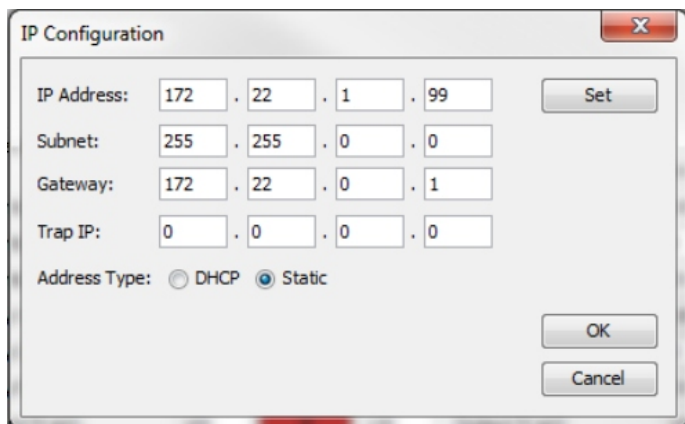 IP Configuration
IP Address: 172 . 22 . 1 . 99 Set
Subnet: 255 . 255 . 0 . 0
Gateway: 172 . 22 . 0 . 1
Trap IP: 0 . 0 . 0 . 0
Address Type: DHCP Static
OK
Cancel